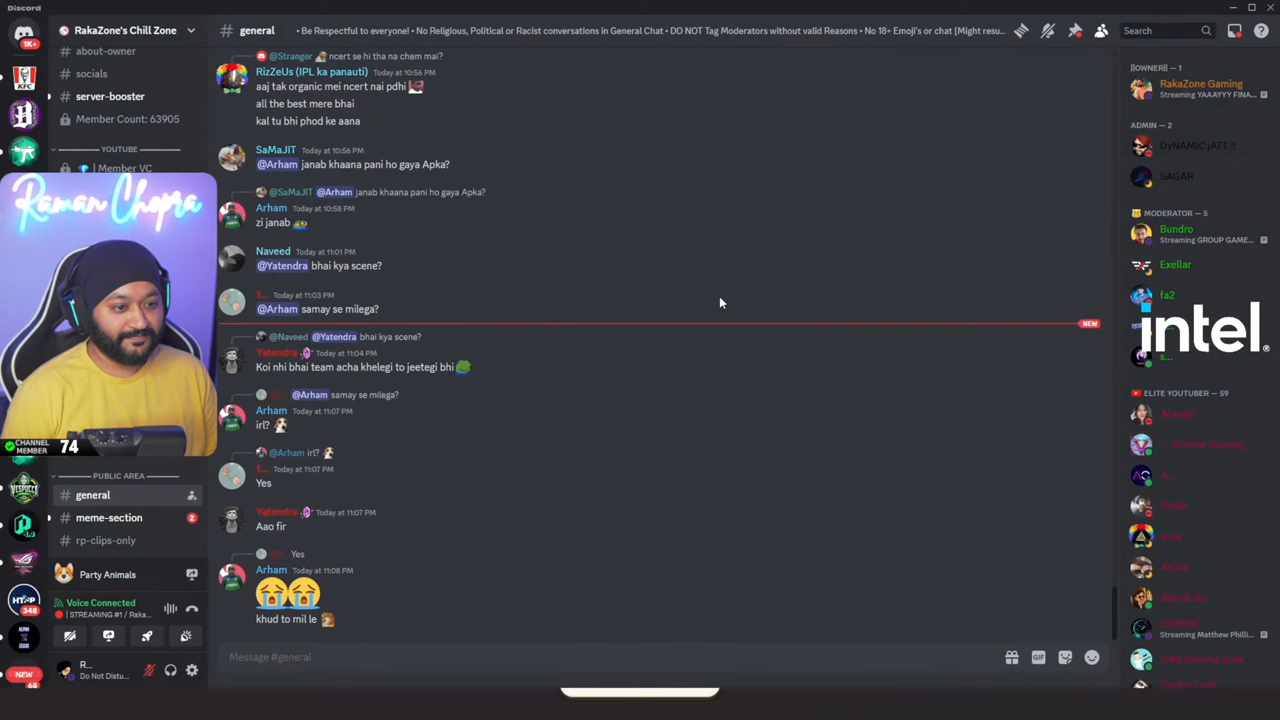 Discord
1K+
RakaZone's Chill Zone
about-owner
socials
server-booster
Member Count: 63905
YOUTUBE
| Member VC
Raman Chopra
CHANNEL MEMBER 74
PUBLIC AREA
general
meme-section 2
rp-clips-only
Party Animals
Voice Connected
| STREAMING #1 / Raka...
R...
Do Not Distu...
KFC
VESPUCCI
348
NEW
68
# general
• Be Respectful to everyone! • No Religious, Political or Racist conversations in General Chat • DO NOT Tag Moderators without valid Reasons • No 18+ Emoji's or chat [Might resu...
Search
@Stranger ncert se hi tha na chem mai?
RizZeUs (IPL ka panauti) Today at 10:56 PM
aaj tak organic mei ncert nai pdhi
all the best mere bhai
kal tu bhi phod ke aana
SaMaJIT Today at 10:56 PM
@Arham janab khaana pani ho gaya Apka?
@SaMaJIT @Arham janab khaana pani ho gaya Apka?
Arham Today at 10:58 PM
zi janab
Naveed Today at 11:01 PM
@Yatendra bhai kya scene?
t... Today at 11:03 PM
@Arham samay se milega?
NEW
@Naveed @Yatendra bhai kya scene?
Yatendra Today at 11:04 PM
Koi nhi bhai team acha khelegi to jeetegi bhi
@Arham samay se milega?
Arham Today at 11:07 PM
irl?
@Arham irl?
t... Today at 11:07 PM
Yes
Yatendra Today at 11:07 PM
Aao fir
Yes
Arham Today at 11:08 PM
khud to mil le
Message #general
GIF
||OWNER|| — 1
RakaZone Gaming
Streaming YAAAYYY FINA...
ADMIN — 2
DyNAMIC jATT !!
SAGAR
MODERATOR — 5
Bundro
Streaming GROUP GAME...
Exellar
fa2
s...
intel.
ELITE YOUTUBER — 59
COSMIC
Streaming Matthew Philli...